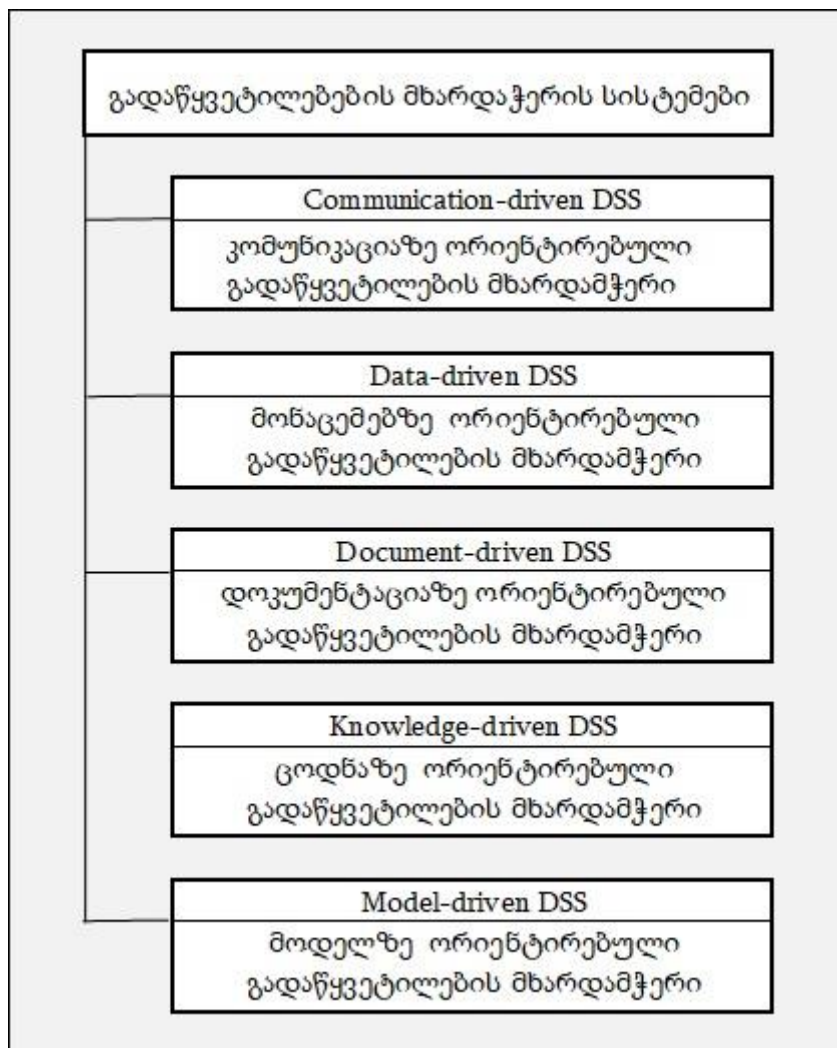 გადაწყვეტილებების მხარდაჭერის სისტემები
Communication-driven DSS
კომუნიკაციაზე ორიენტირებული
გადაწყვეტილების მხარდამჭერი
Data-driven DSS
მონაცემებზე ორიენტირებული
გადაწყვეტილების მხარდამჭერი
Document-driven DSS
დოკუმენტაციაზე ორიენტირებული
გადაწყვეტილების მხარდამჭერი
Knowledge-driven DSS
ცოდნაზე ორიენტირებული
გადაწყვეტილების მხარდამჭერი
Model-driven DSS
მოდელზე ორიენტირებული
გადაწყვეტილების მხარდამჭერი